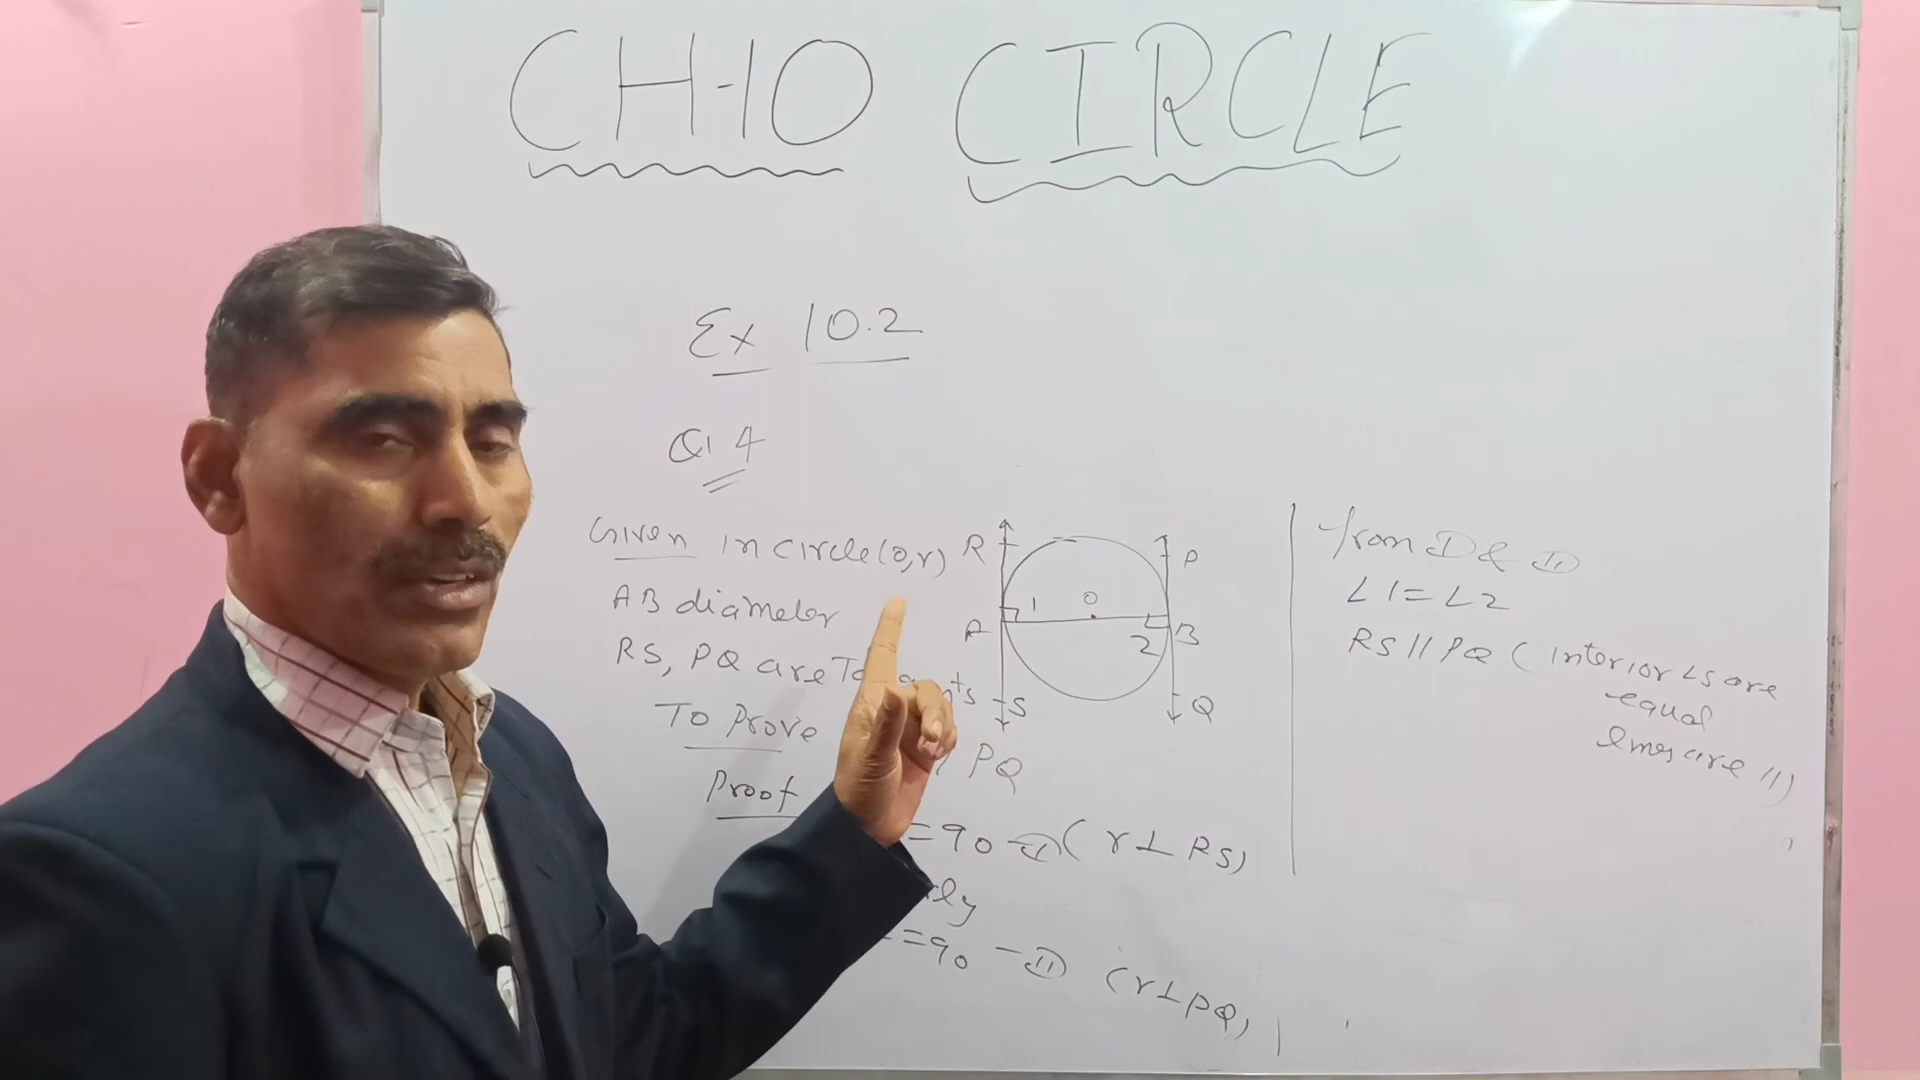 CH-10 CIRCLE
Ex 10.2
Q1 4
Given in circle(O,r)
AB diameter
RS, PQ are
To Prove PQ
Proof
=90 -I ( r⊥ RS)
=90 -II (r⊥PQ)
R P
1 O
A 2 B
S Q
from I & II
∠1=∠2
RS // PQ ( interior ∠s are
equal
lines are //)